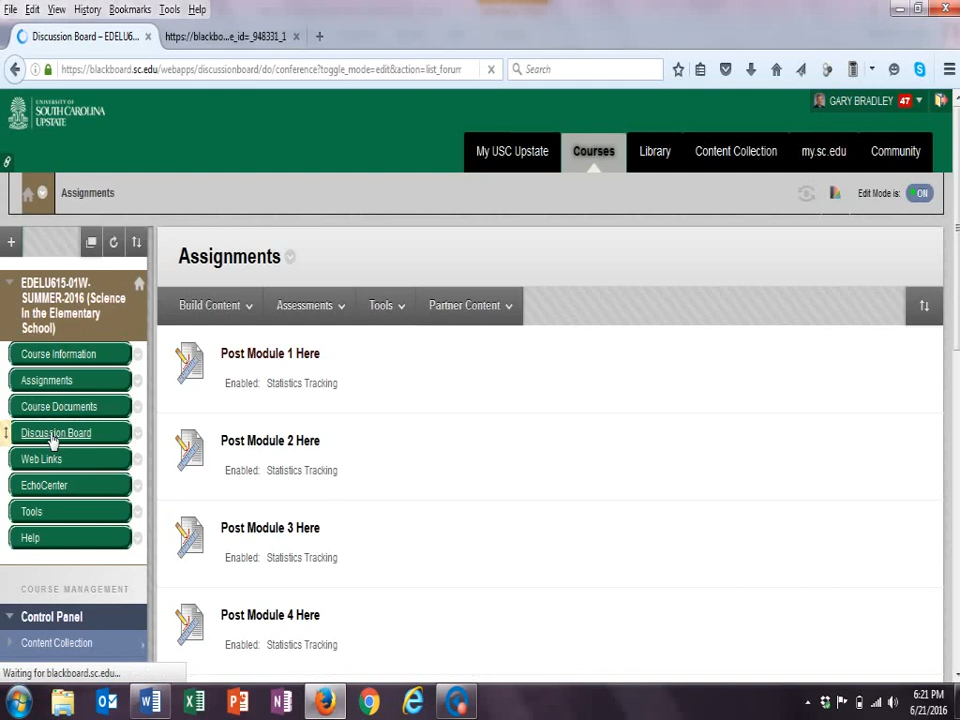 File Edit View History Bookmarks Tools Help
Discussion Board – EDELU6... × https://blackbo...e_id=_948331_1 × +
https://blackboard.sc.edu/webapps/discussionboard/do/conference?toggle_mode=edit&action=list_forum
Search
UNIVERSITY OF
SOUTH CAROLINA
UPSTATE
GARY BRADLEY 47
My USC Upstate Courses Library Content Collection my.sc.edu Community
Assignments
Edit Mode is: ON
EDELU615-01W-
SUMMER-2016 (Science
In the Elementary
School)
Course Information
Assignments
Course Documents
Discussion Board
Web Links
EchoCenter
Tools
Help
COURSE MANAGEMENT
Control Panel
Content Collection
Assignments
Build Content Assessments Tools Partner Content
Post Module 1 Here
Enabled: Statistics Tracking
Post Module 2 Here
Enabled: Statistics Tracking
Post Module 3 Here
Enabled: Statistics Tracking
Post Module 4 Here
Enabled: Statistics Tracking
Waiting for blackboard.sc.edu...
6:21 PM
6/21/2016